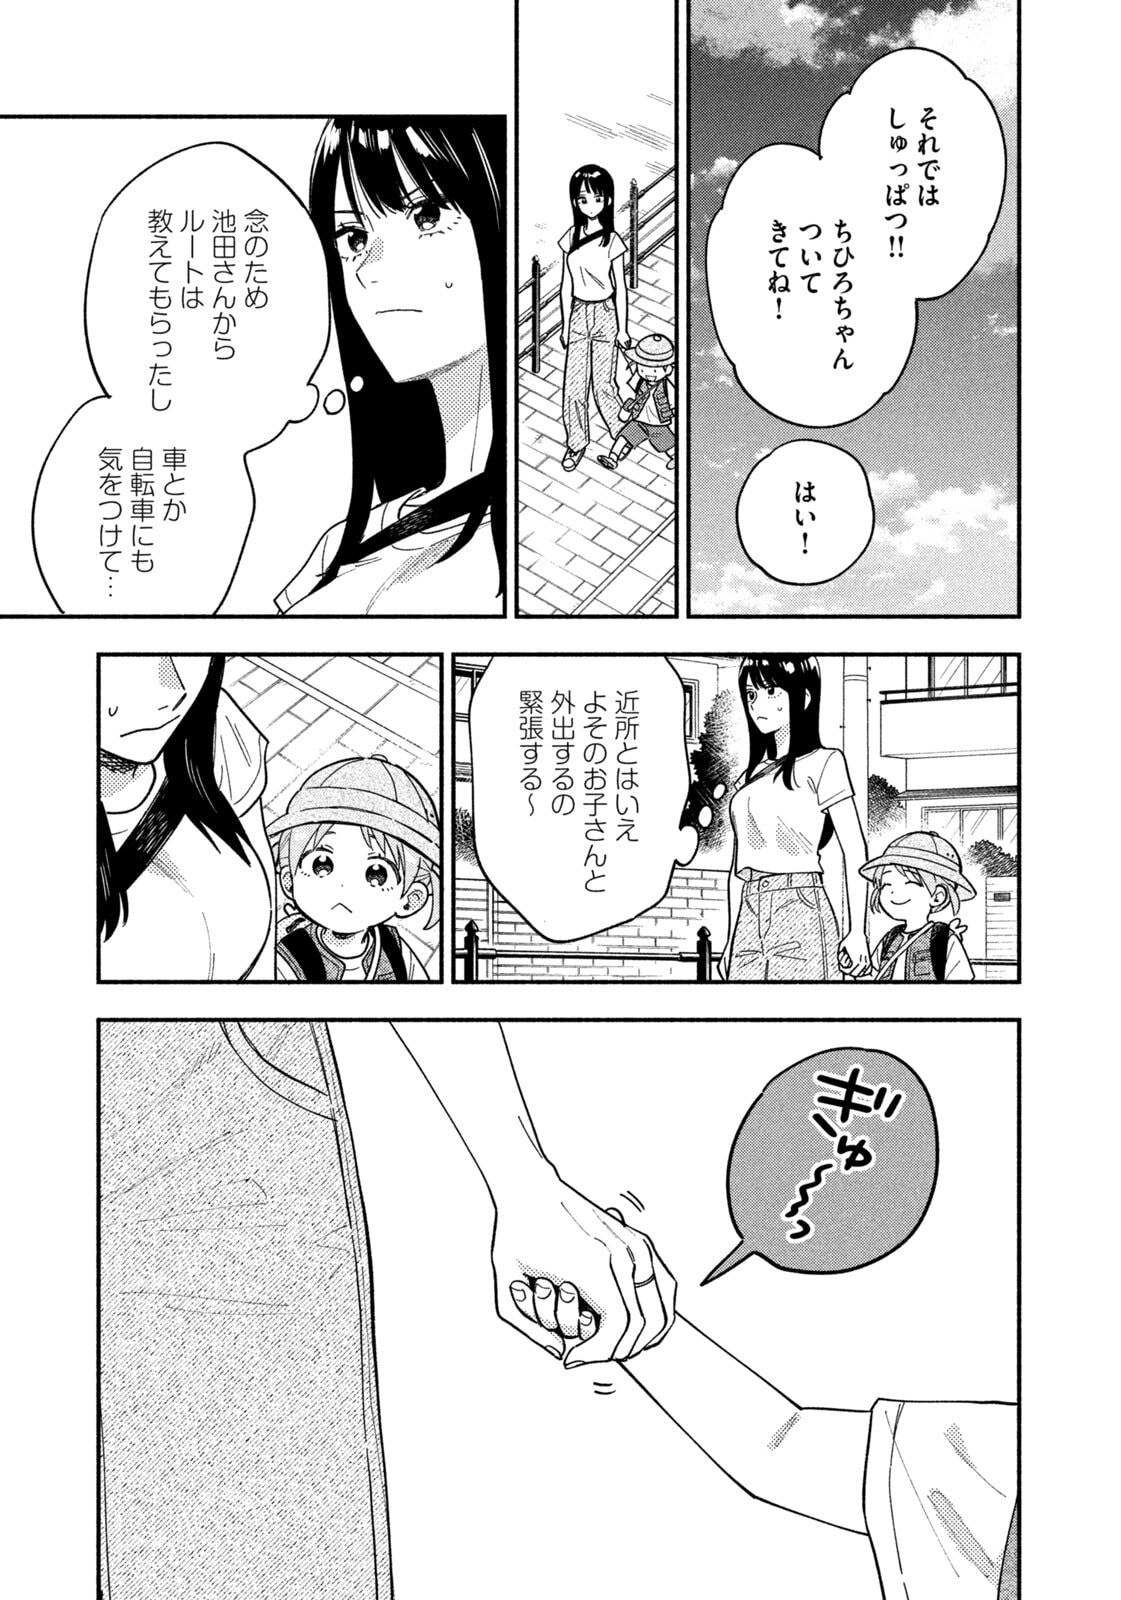 それでは
しゅっぱつ!!
ちひろちゃん
ついて
きてね!
はい!
念のため
池田さんから
ルートは
教えてもらったし
車とか
自転車にも
気をつけて…
近所とはいえ
よそのお子さんと
外出するの
緊張する~
ぎゅ~~っ